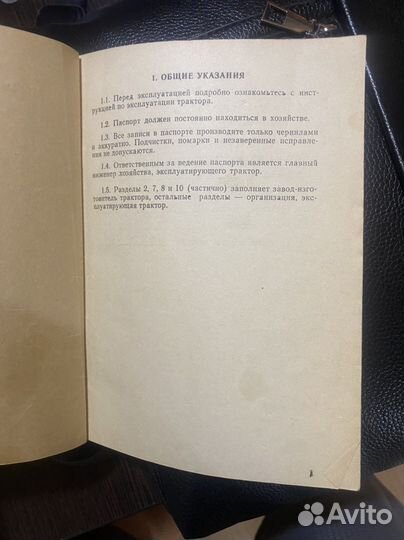 1. ОБЩИЕ УКАЗАНИЯ
1.1. Перед эксплуатацией подробно ознакомьтесь с инст-
рукцией по эксплуатации трактора.
1.2. Паспорт должен постоянно находиться в хозяйстве.
1.3. Все записи в паспорте производите только чернилами
и аккуратно. Подчистки, помарки и незаверенные исправле-
ния не допускаются.
1.4. Ответственным за ведение паспорта является главный
инженер хозяйства, эксплуатирующего трактор.
1.5. Разделы 2, 7, 8 и 10 (частично) заполняет завод-изго-
товитель трактора, остальные разделы — организация, экс-
плуатирующая трактор.
Avito